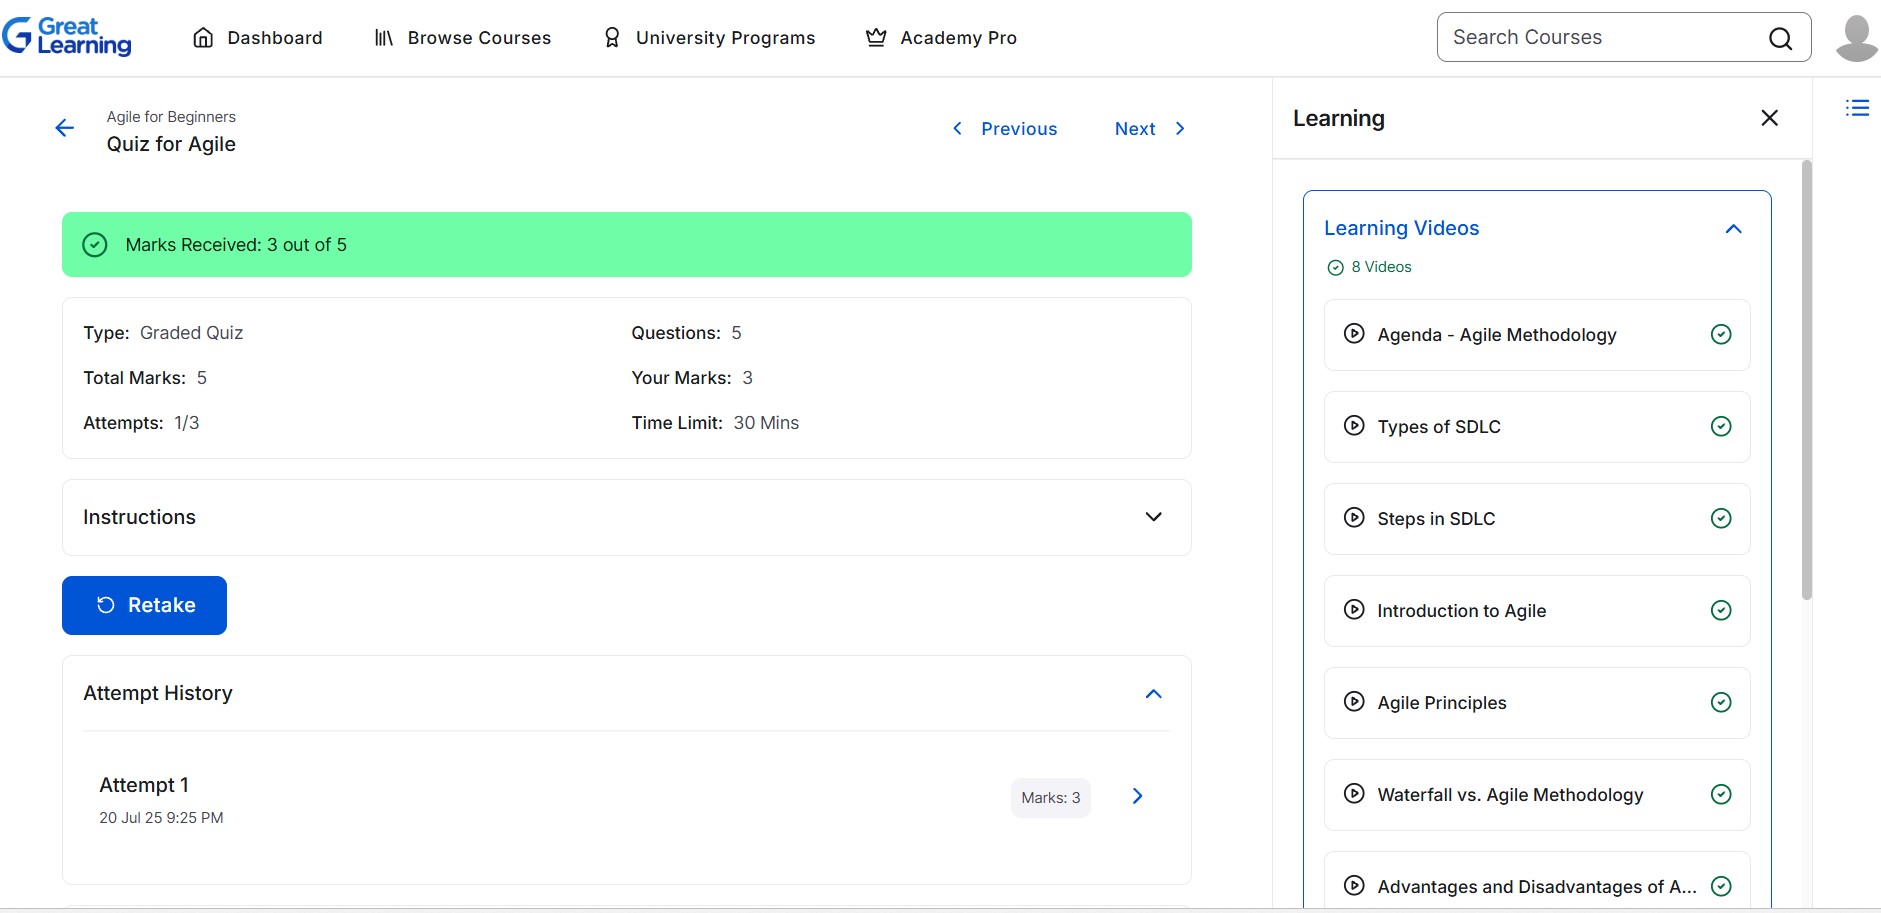 Great
Learning
Dashboard
Browse Courses
University Programs
Academy Pro
Search Courses
Agile for Beginners
Quiz for Agile
Previous
Next
Marks Received: 3 out of 5
Type: Graded Quiz
Questions: 5
Total Marks: 5
Your Marks: 3
Attempts: 1/3
Time Limit: 30 Mins
Instructions
Retake
Attempt History
Attempt 1
20 Jul 25 9:25 PM
Marks: 3
Learning
Learning Videos
8 Videos
Agenda - Agile Methodology
Types of SDLC
Steps in SDLC
Introduction to Agile
Agile Principles
Waterfall vs. Agile Methodology
Advantages and Disadvantages of A...